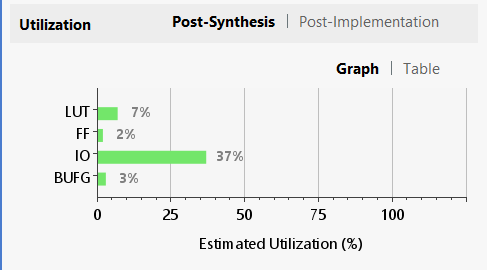 Utilization
Post-Synthesis | Post-Implementation
Graph | Table
LUT 7%
FF 2%
IO 37%
BUFG 3%
0 25 50 75 100
Estimated Utilization (%)